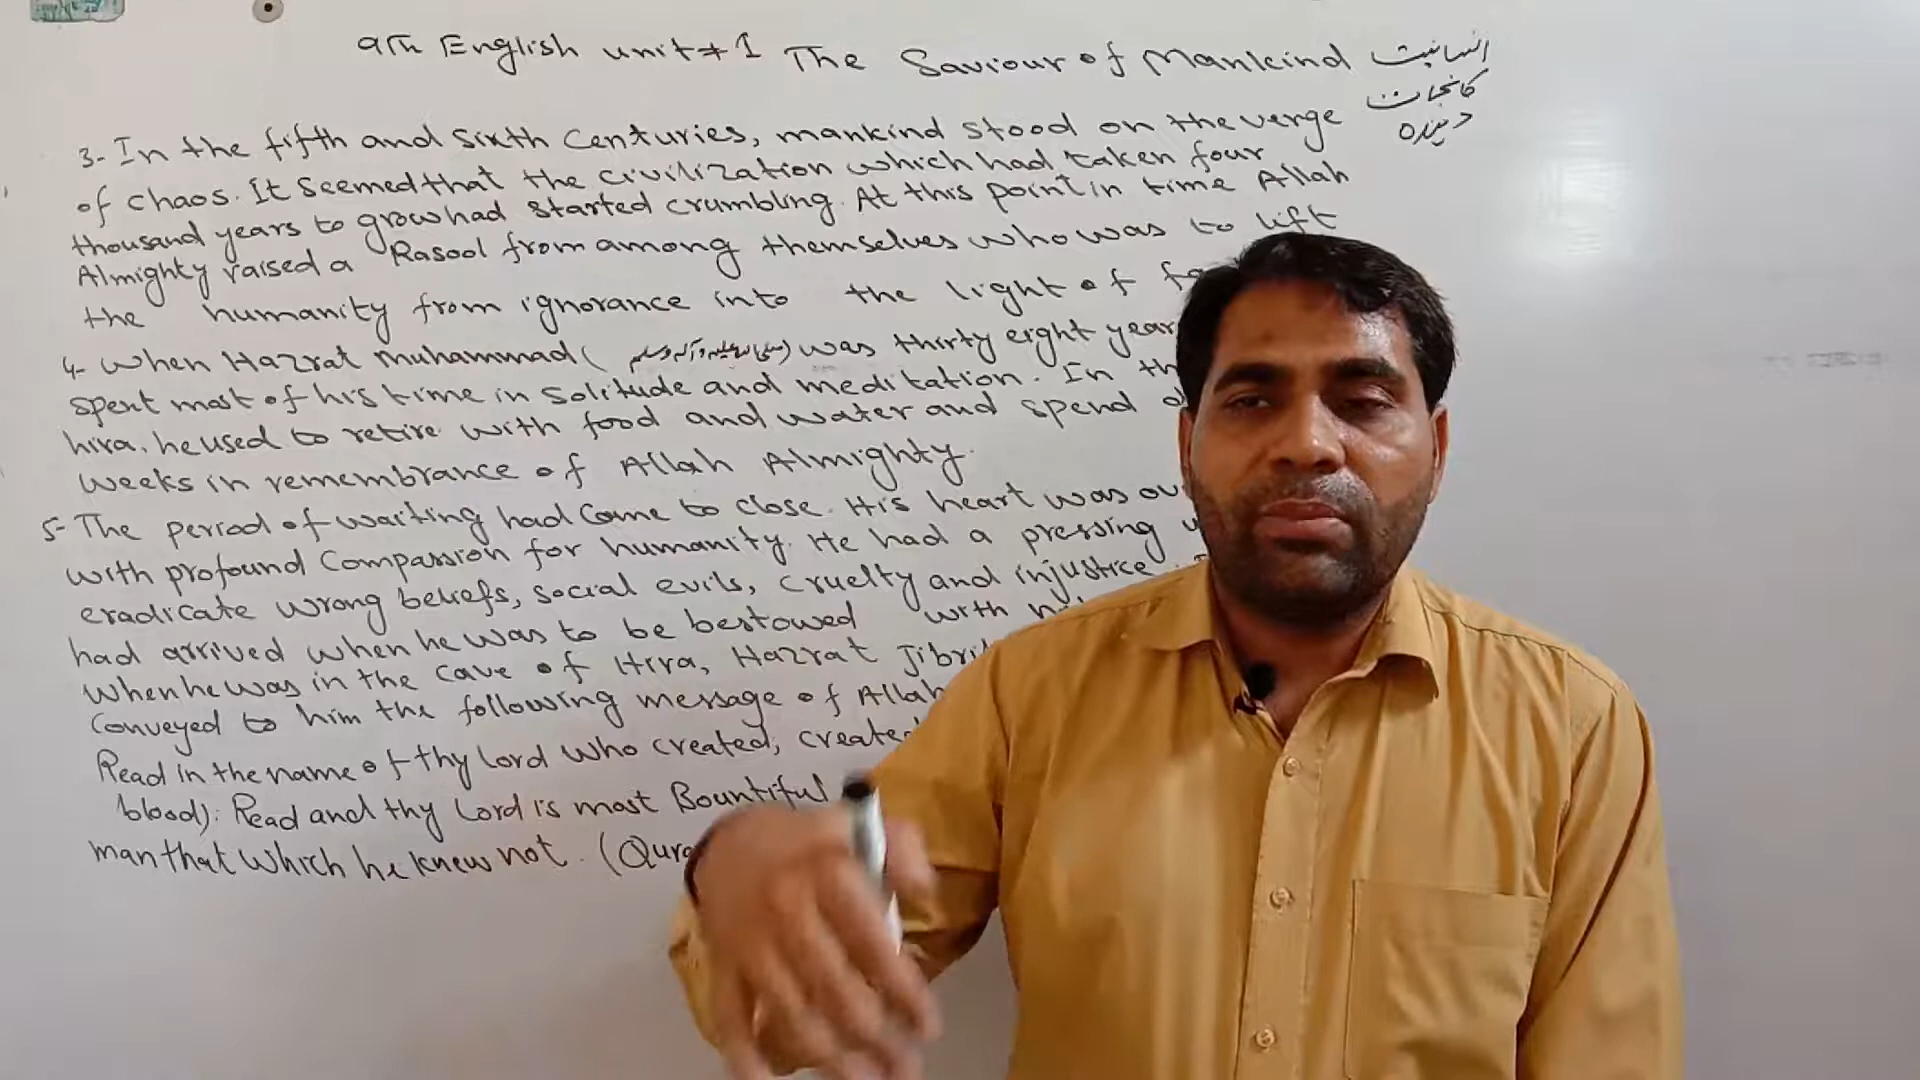 9Th English unit # 1 The Saviour of Mankind انسانیت
کا نجات
دہندہ
3- In the fifth and sixth centuries, mankind stood on the verge
of chaos. It seemed that the civilization which had taken four
thousand years to grow had started crumbling. At this point in time Allah
Almighty raised a Rasool from among themselves who was to lift
the humanity from ignorance into the light of
4- When Hazrat Muhammad (صلی اللہ علیہ وآلہ وسلم) was thirty eight year
spent most of his time in solitude and meditation. In
hira, he used to retire with food and water and spend
weeks in remembrance of Allah Almighty.
5- The period of waiting had come to close. His heart was
with profound compassion for humanity. He had a pressing
eradicate wrong beliefs, social evils, cruelty and injustice.
had arrived when he was to be bestowed with
when he was in the cave of Hira, Hazrat
conveyed to him the following message of Allah
Read in the name of thy Lord who created,
blood): Read and thy Lord is most Bountiful
man that which he knew not.